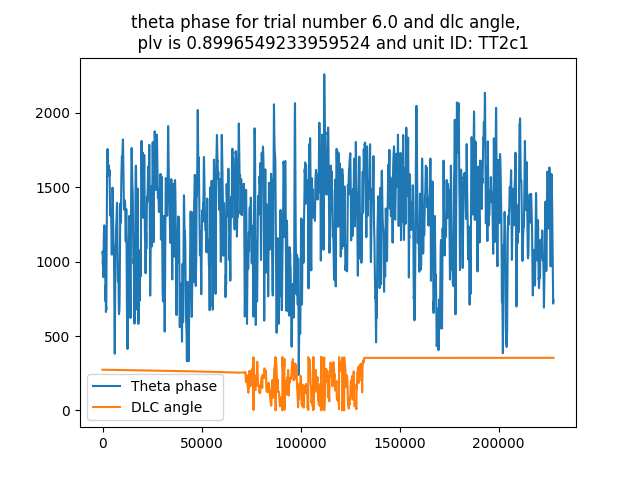 theta phase for trial number 6.0 and dlc angle,
plv is 0.8996549233959524 and unit ID: TT2c1
2000
1500
1000
500
0
Theta phase
DLC angle
0
50000
100000
150000
200000